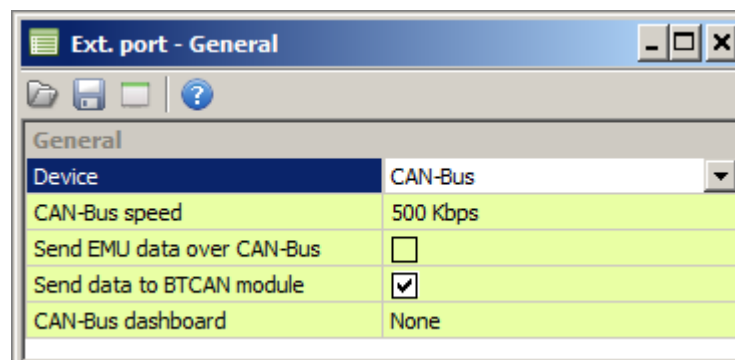 Ext. port - General
General
Device CAN-Bus
CAN-Bus speed 500 Kbps
Send EMU data over CAN-Bus
Send data to BTCAN module
CAN-Bus dashboard None